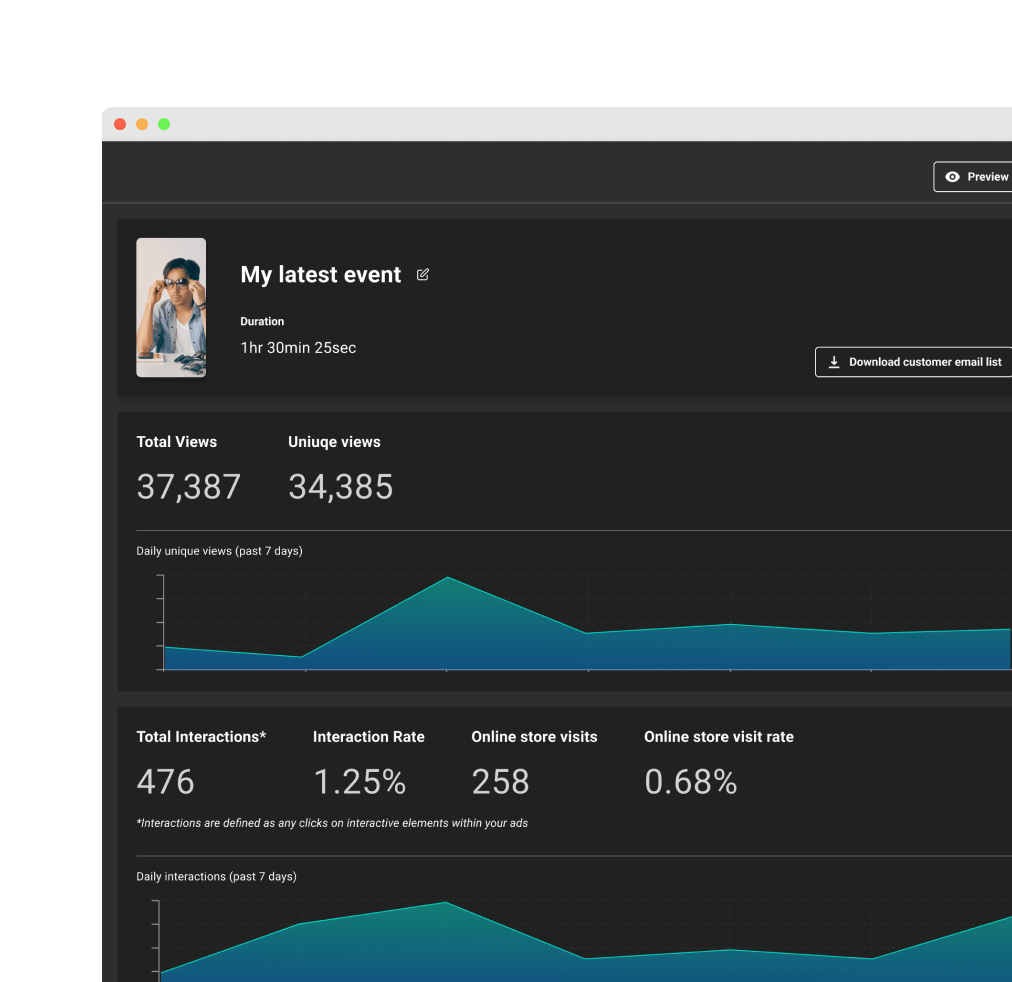 Preview
My latest event
Duration
1hr 30min 25sec
Download customer email list
Total Views Uniuqe views
37,387 34,385
Daily unique views (past 7 days)
Total Interactions* Interaction Rate Online store visits Online store visit rate
476 1.25% 258 0.68%
*Interactions are defined as any clicks on interactive elements within your ads
Daily interactions (past 7 days)